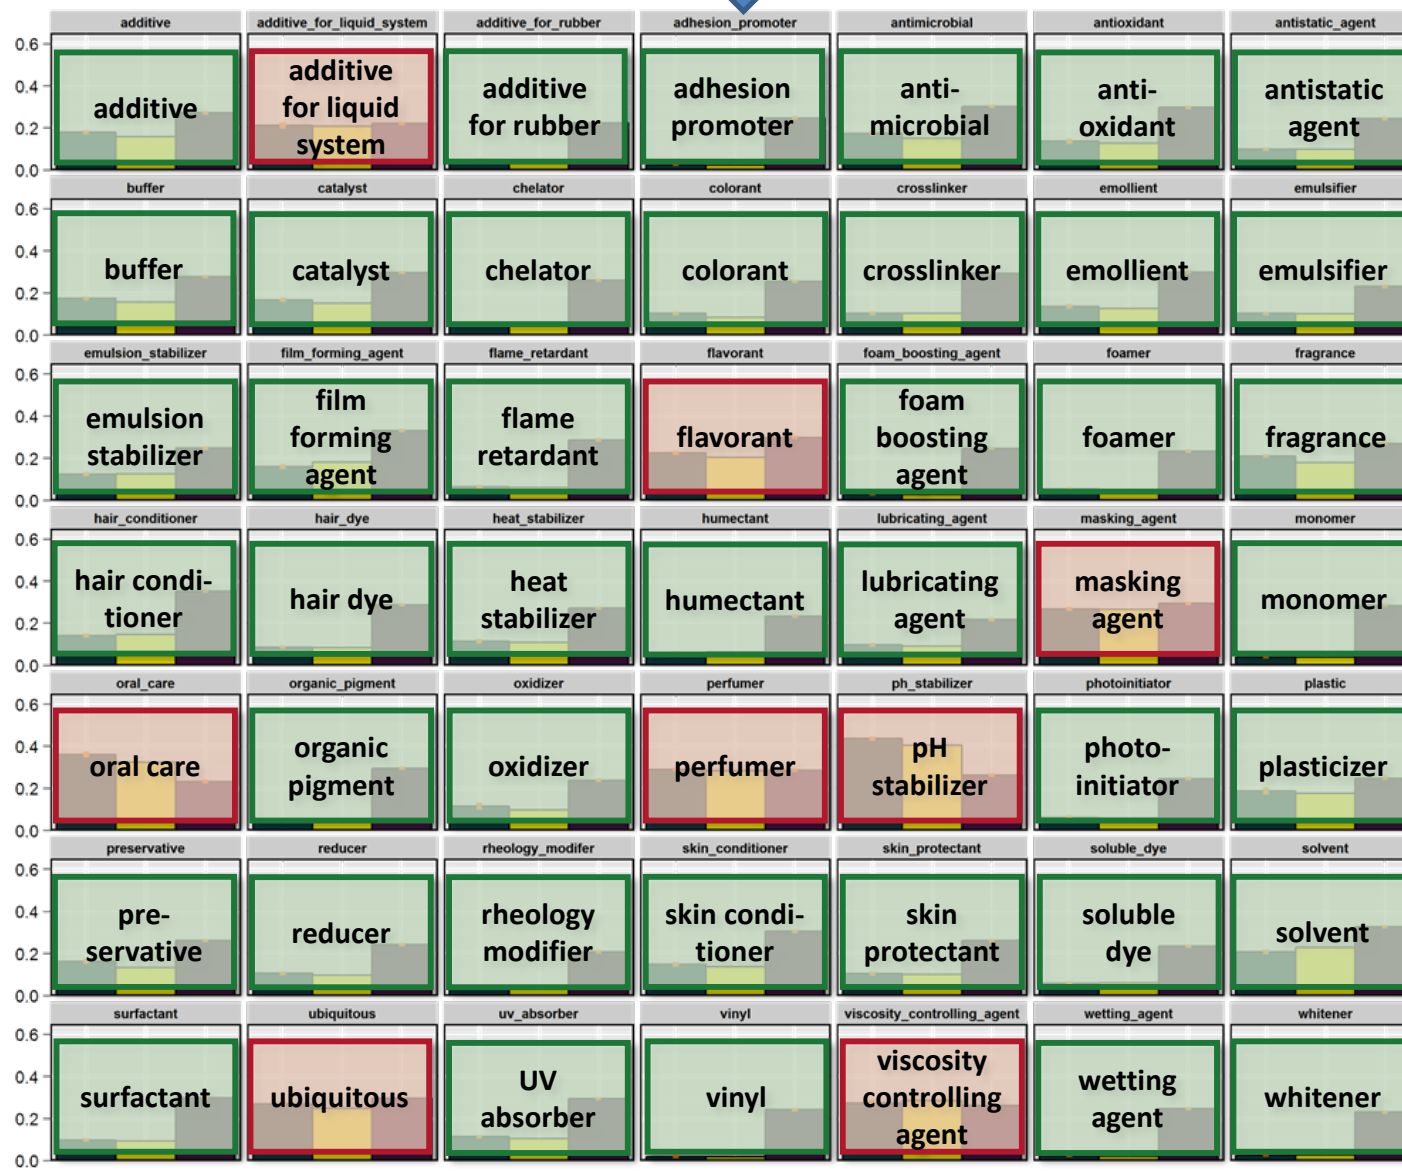 additive additive_for_liquid_system additive_for_rubber adhesion_promoter antimicrobial antioxidant antistatic_agent
0.6
0.4
0.2
0.0
additive
additive
for liquid
system
additive
for rubber
adhesion
promoter
anti-
microbial
anti-
oxidant
antistatic
agent
buffer catalyst chelator colorant crosslinker emollient emulsifier
0.6
0.4
0.2
0.0
buffer
catalyst
chelator
colorant
crosslinker
emollient
emulsifier
emulsion_stabilizer film_forming_agent flame_retardant flavorant foam_boosting_agent foamer fragrance
0.6
0.4
0.2
0.0
emulsion
stabilizer
film
forming
agent
flame
retardant
flavorant
foam
boosting
agent
foamer
fragrance
hair_conditioner hair_dye heat_stabilizer humectant lubricating_agent masking_agent monomer
0.6
0.4
0.2
0.0
hair condi-
tioner
hair dye
heat
stabilizer
humectant
lubricating
agent
masking
agent
monomer
oral_care organic_pigment oxidizer perfumer ph_stabilizer photoinitiator plastic
0.6
0.4
0.2
0.0
oral care
organic
pigment
oxidizer
perfumer
pH
stabilizer
photo-
initiator
plasticizer
preservative reducer rheology_modifer skin_conditioner skin_protectant soluble_dye solvent
0.6
0.4
0.2
0.0
pre-
servative
reducer
rheology
modifier
skin condi-
tioner
skin
protectant
soluble
dye
solvent
surfactant ubiquitous uv_absorber vinyl viscosity_controlling_agent wetting_agent whitener
0.6
0.4
0.2
0.0
surfactant
ubiquitous
UV
absorber
vinyl
viscosity
controlling
agent
wetting
agent
whitener